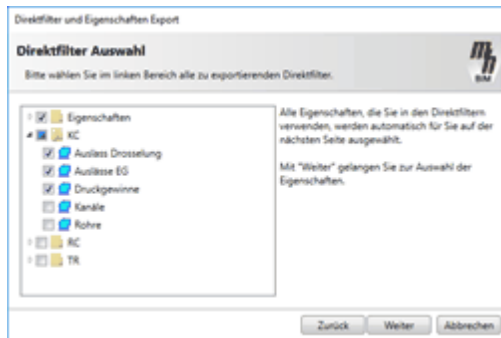 Direktfilter und Eigenschaften Export
Direktfilter Auswahl
Bitte wählen Sie im linken Bereich alle zu exportierenden Direktfilter.
mh
BIM
Eigenschaften
KC
Auslass Drosselung
Auslässe EG
Druckgewinne
Kanäle
Rohre
RC
TR
Alle Eigenschaften, die Sie in den Direktfiltern
verwenden, werden automatisch für Sie auf der
nächsten Seite ausgewählt.
Mit "Weiter" gelangen Sie zur Auswahl der
Eigenschaften.
Zurück
Weiter
Abbrechen